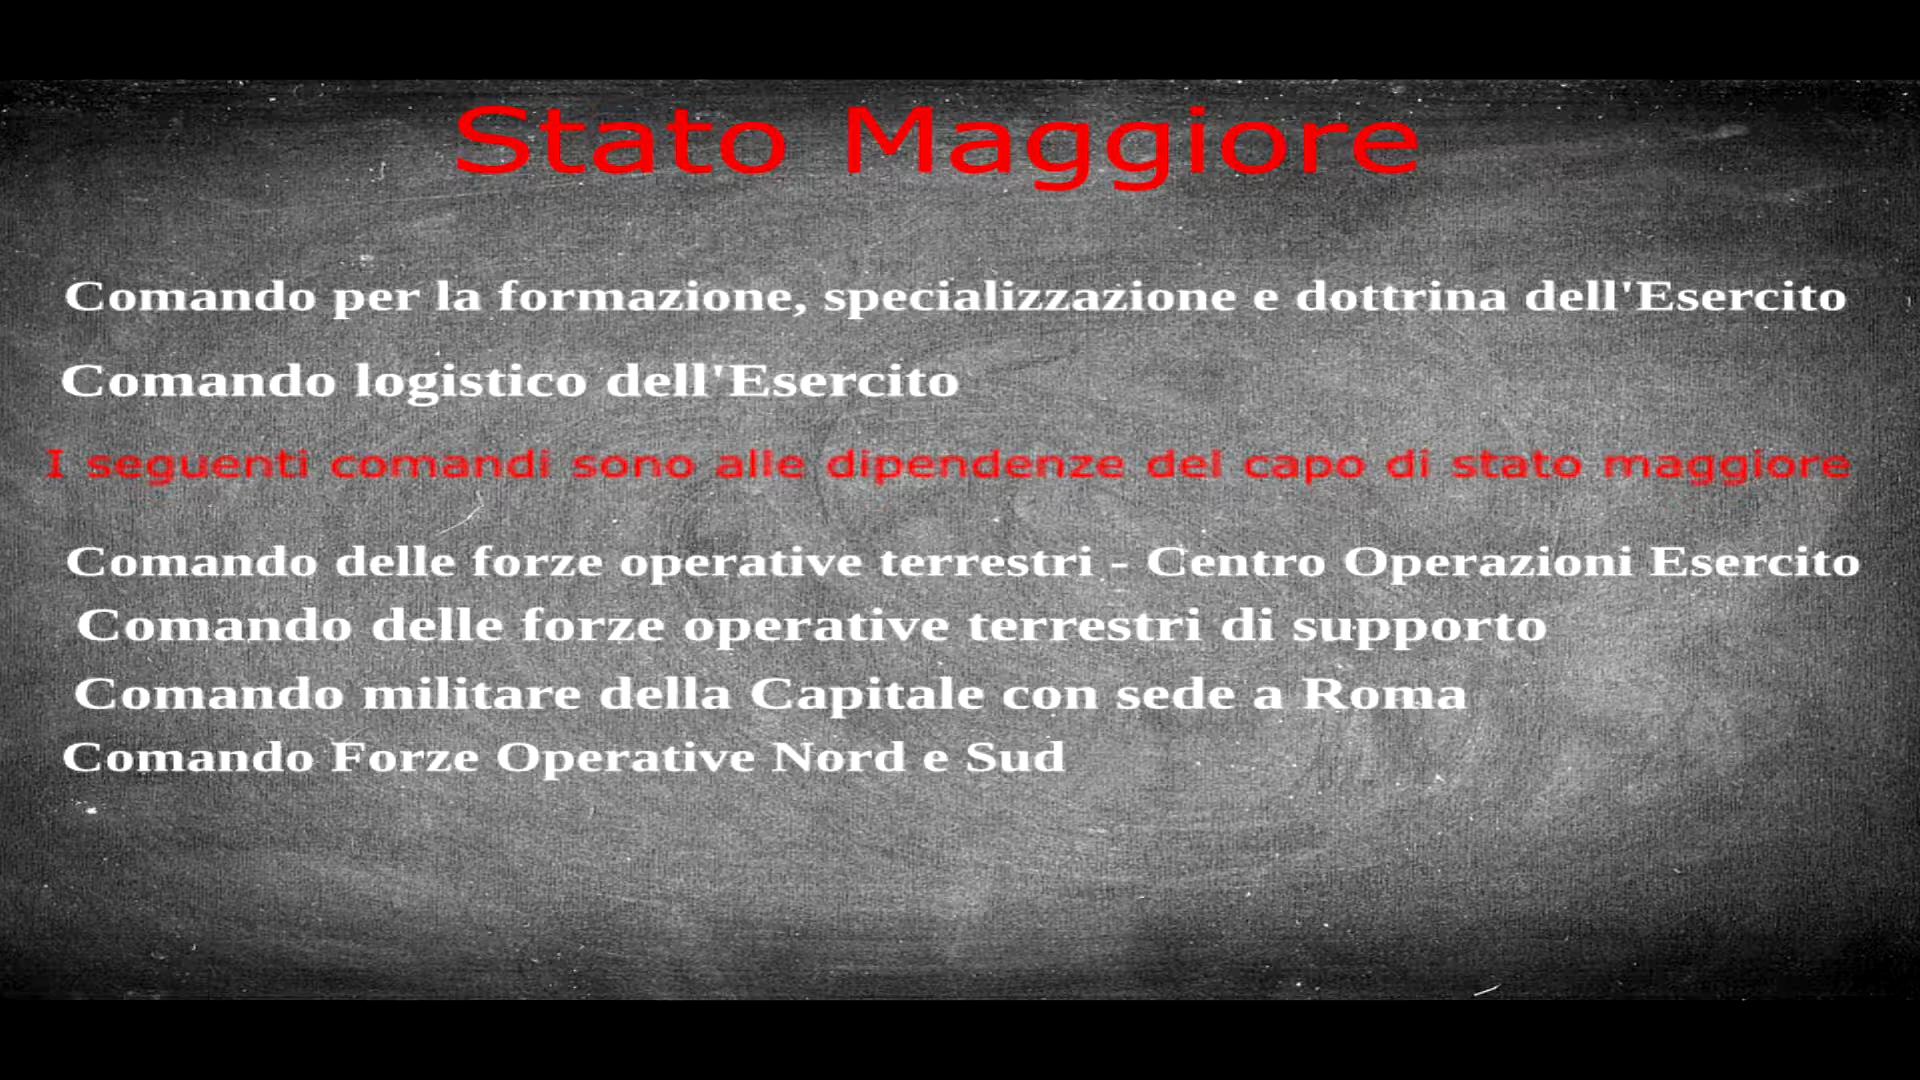 Stato Maggiore
Comando per la formazione, specializzazione e dottrina dell'Esercito
Comando logistico dell'Esercito
I seguenti comandi sono alle dipendenze del capo di stato maggiore
Comando delle forze operative terrestri - Centro Operazioni Esercito
Comando delle forze operative terrestri di supporto
Comando militare della Capitale con sede a Roma
Comando Forze Operative Nord e Sud